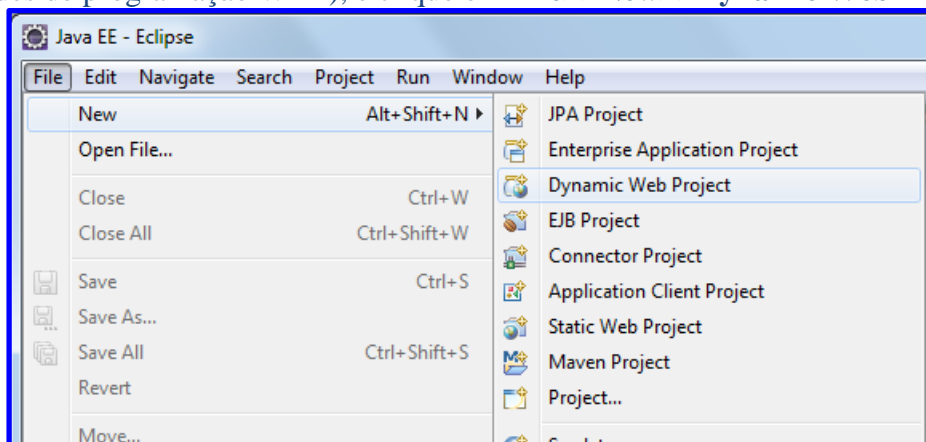 Java EE - Eclipse
File Edit Navigate Search Project Run Window Help
New Alt+Shift+N
Open File...
Close Ctrl+W
Close All Ctrl+Shift+W
Save Ctrl+S
Save As...
Save All Ctrl+Shift+S
Revert
Move...
JPA Project
Enterprise Application Project
Dynamic Web Project
EJB Project
Connector Project
Application Client Project
Static Web Project
Maven Project
Project...